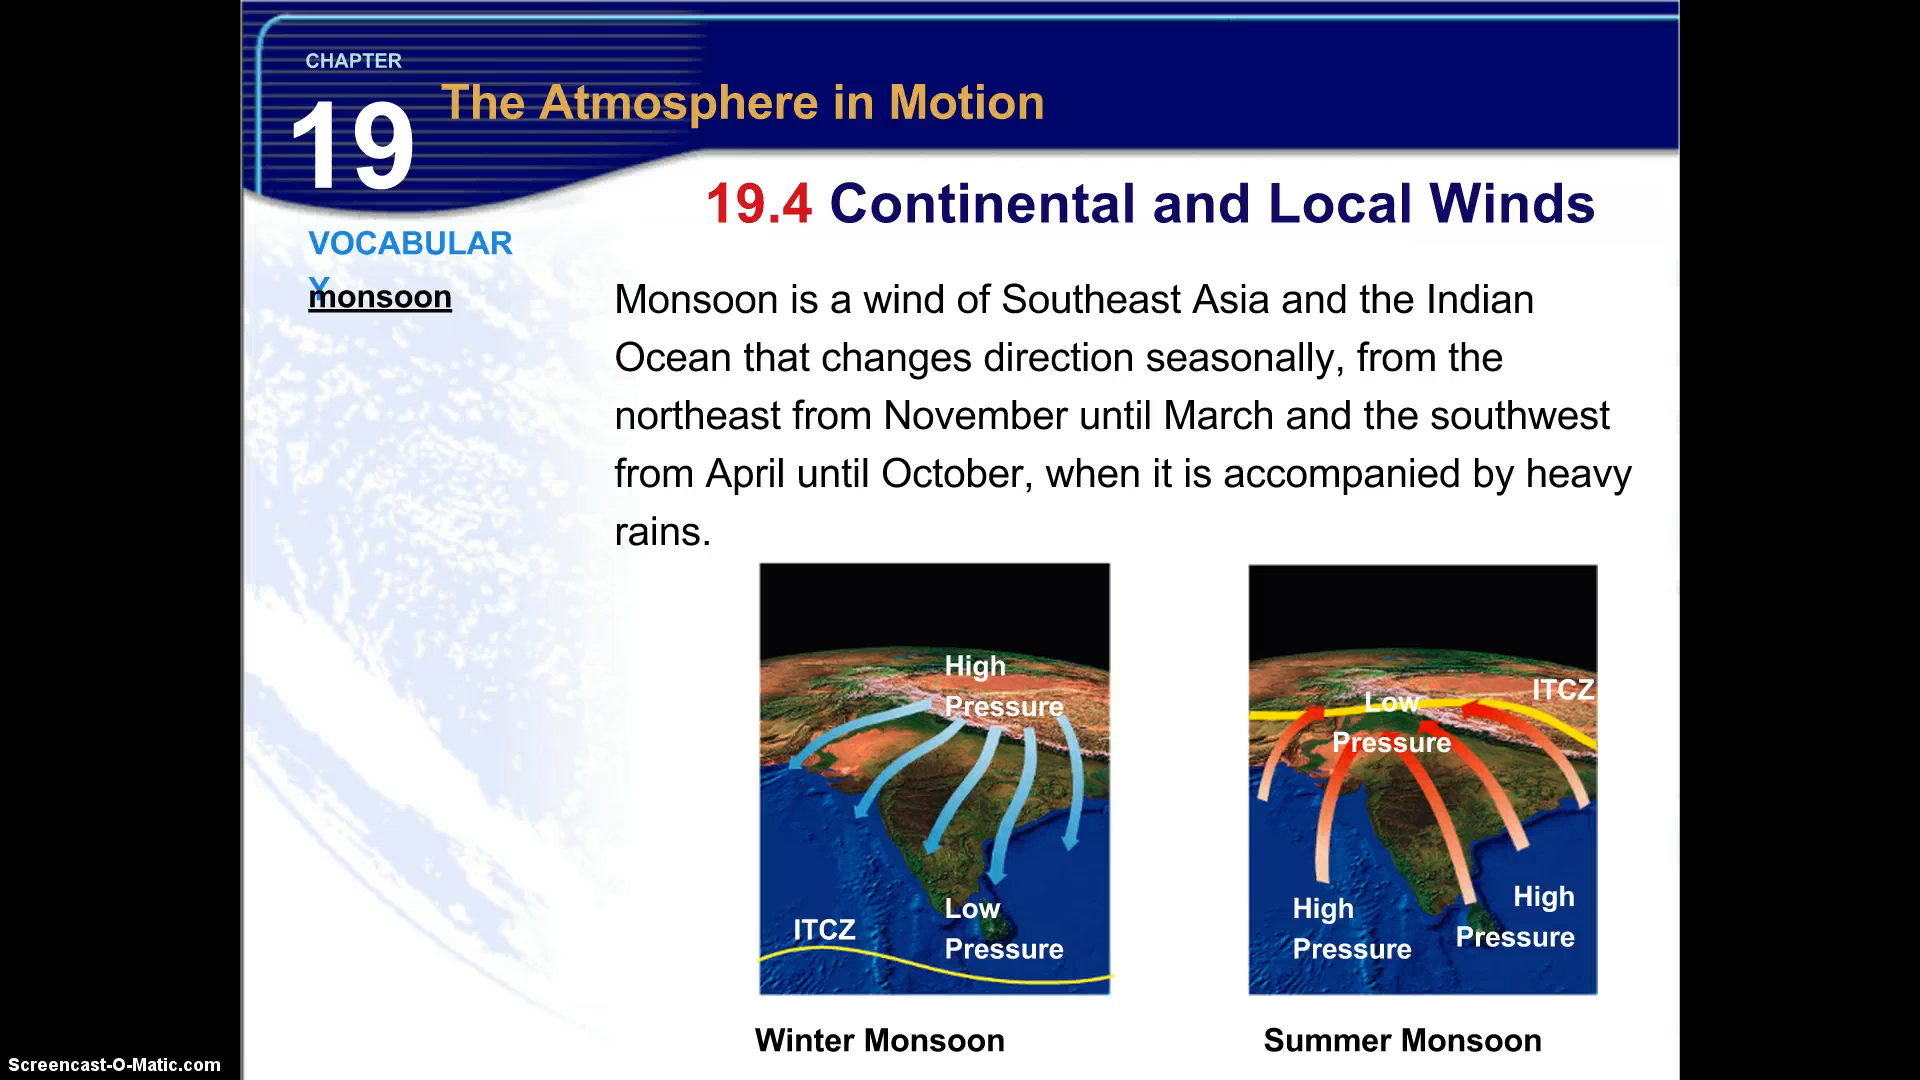 CHAPTER
19
The Atmosphere in Motion
19.4 Continental and Local Winds
VOCABULAR
Y
monsoon
Monsoon is a wind of Southeast Asia and the Indian
Ocean that changes direction seasonally, from the
northeast from November until March and the southwest
from April until October, when it is accompanied by heavy
rains.
High
Pressure
ITCZ
Low
Pressure
Winter Monsoon
ITCZ
Low
Pressure
High
Pressure
High
Pressure
Summer Monsoon
Screencast-O-Matic.com